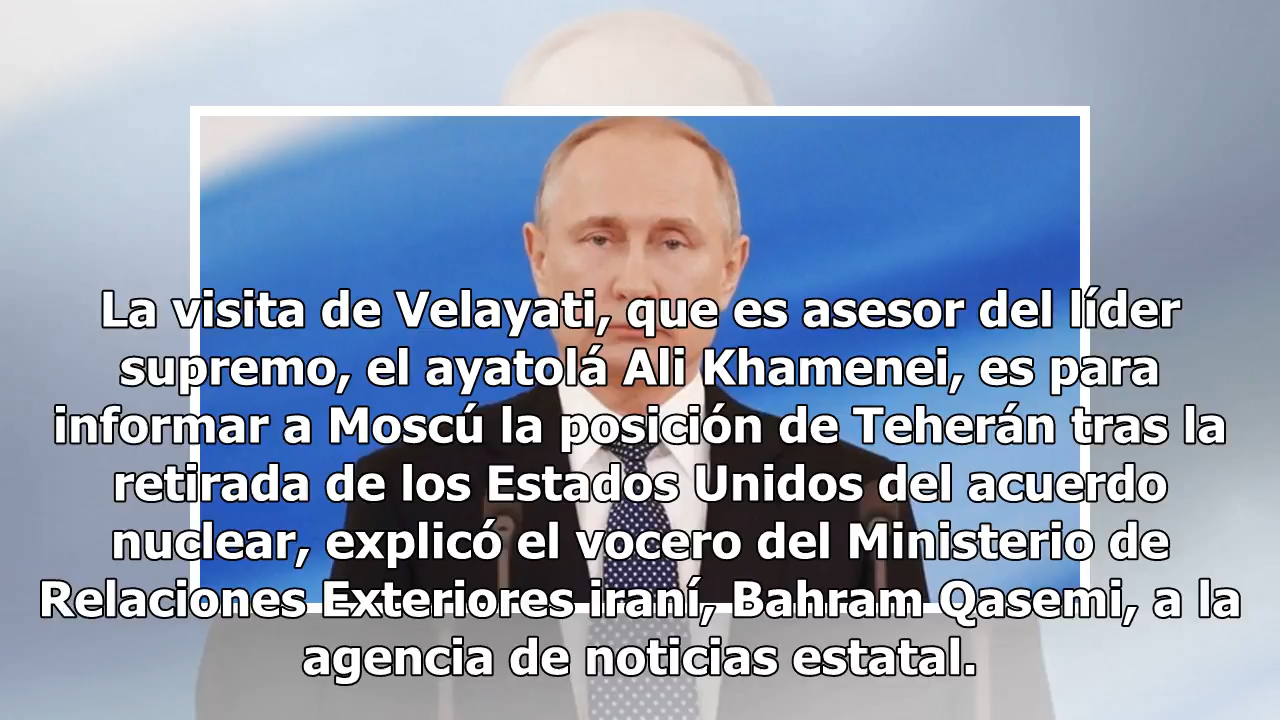 La visita de Velayati, que es asesor del líder
supremo, el ayatolá Ali Khamenei, es para
informar a Moscú la posición de Teherán tras la
retirada de los Estados Unidos del acuerdo
nuclear, explicó el vocero del Ministerio de
Relaciones Exteriores iraní, Bahram Qasemi, a la
agencia de noticias estatal.